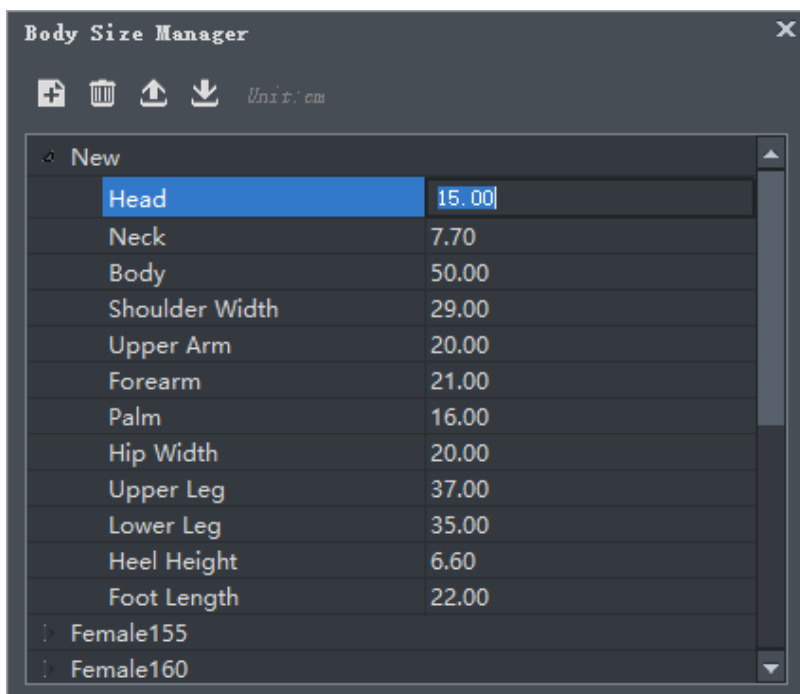 Body Size Manager
Unit:cm
New
Head 15.00
Neck 7.70
Body 50.00
Shoulder Width 29.00
Upper Arm 20.00
Forearm 21.00
Palm 16.00
Hip Width 20.00
Upper Leg 37.00
Lower Leg 35.00
Heel Height 6.60
Foot Length 22.00
Female155
Female160